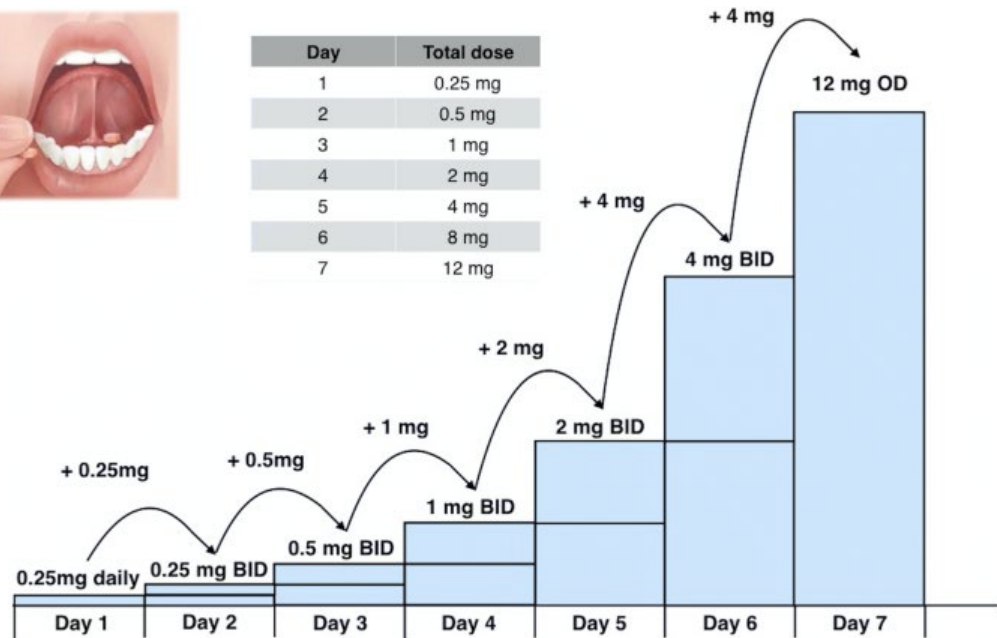 Day Total dose
1 0.25 mg
2 0.5 mg
3 1 mg
4 2 mg
5 4 mg
6 8 mg
7 12 mg
+ 0.25mg
+ 0.5mg
+ 1 mg
+ 2 mg
+ 4 mg
+ 4 mg
0.25mg daily
0.25 mg BID
0.5 mg BID
1 mg BID
2 mg BID
4 mg BID
12 mg OD
Day 1 Day 2 Day 3 Day 4 Day 5 Day 6 Day 7